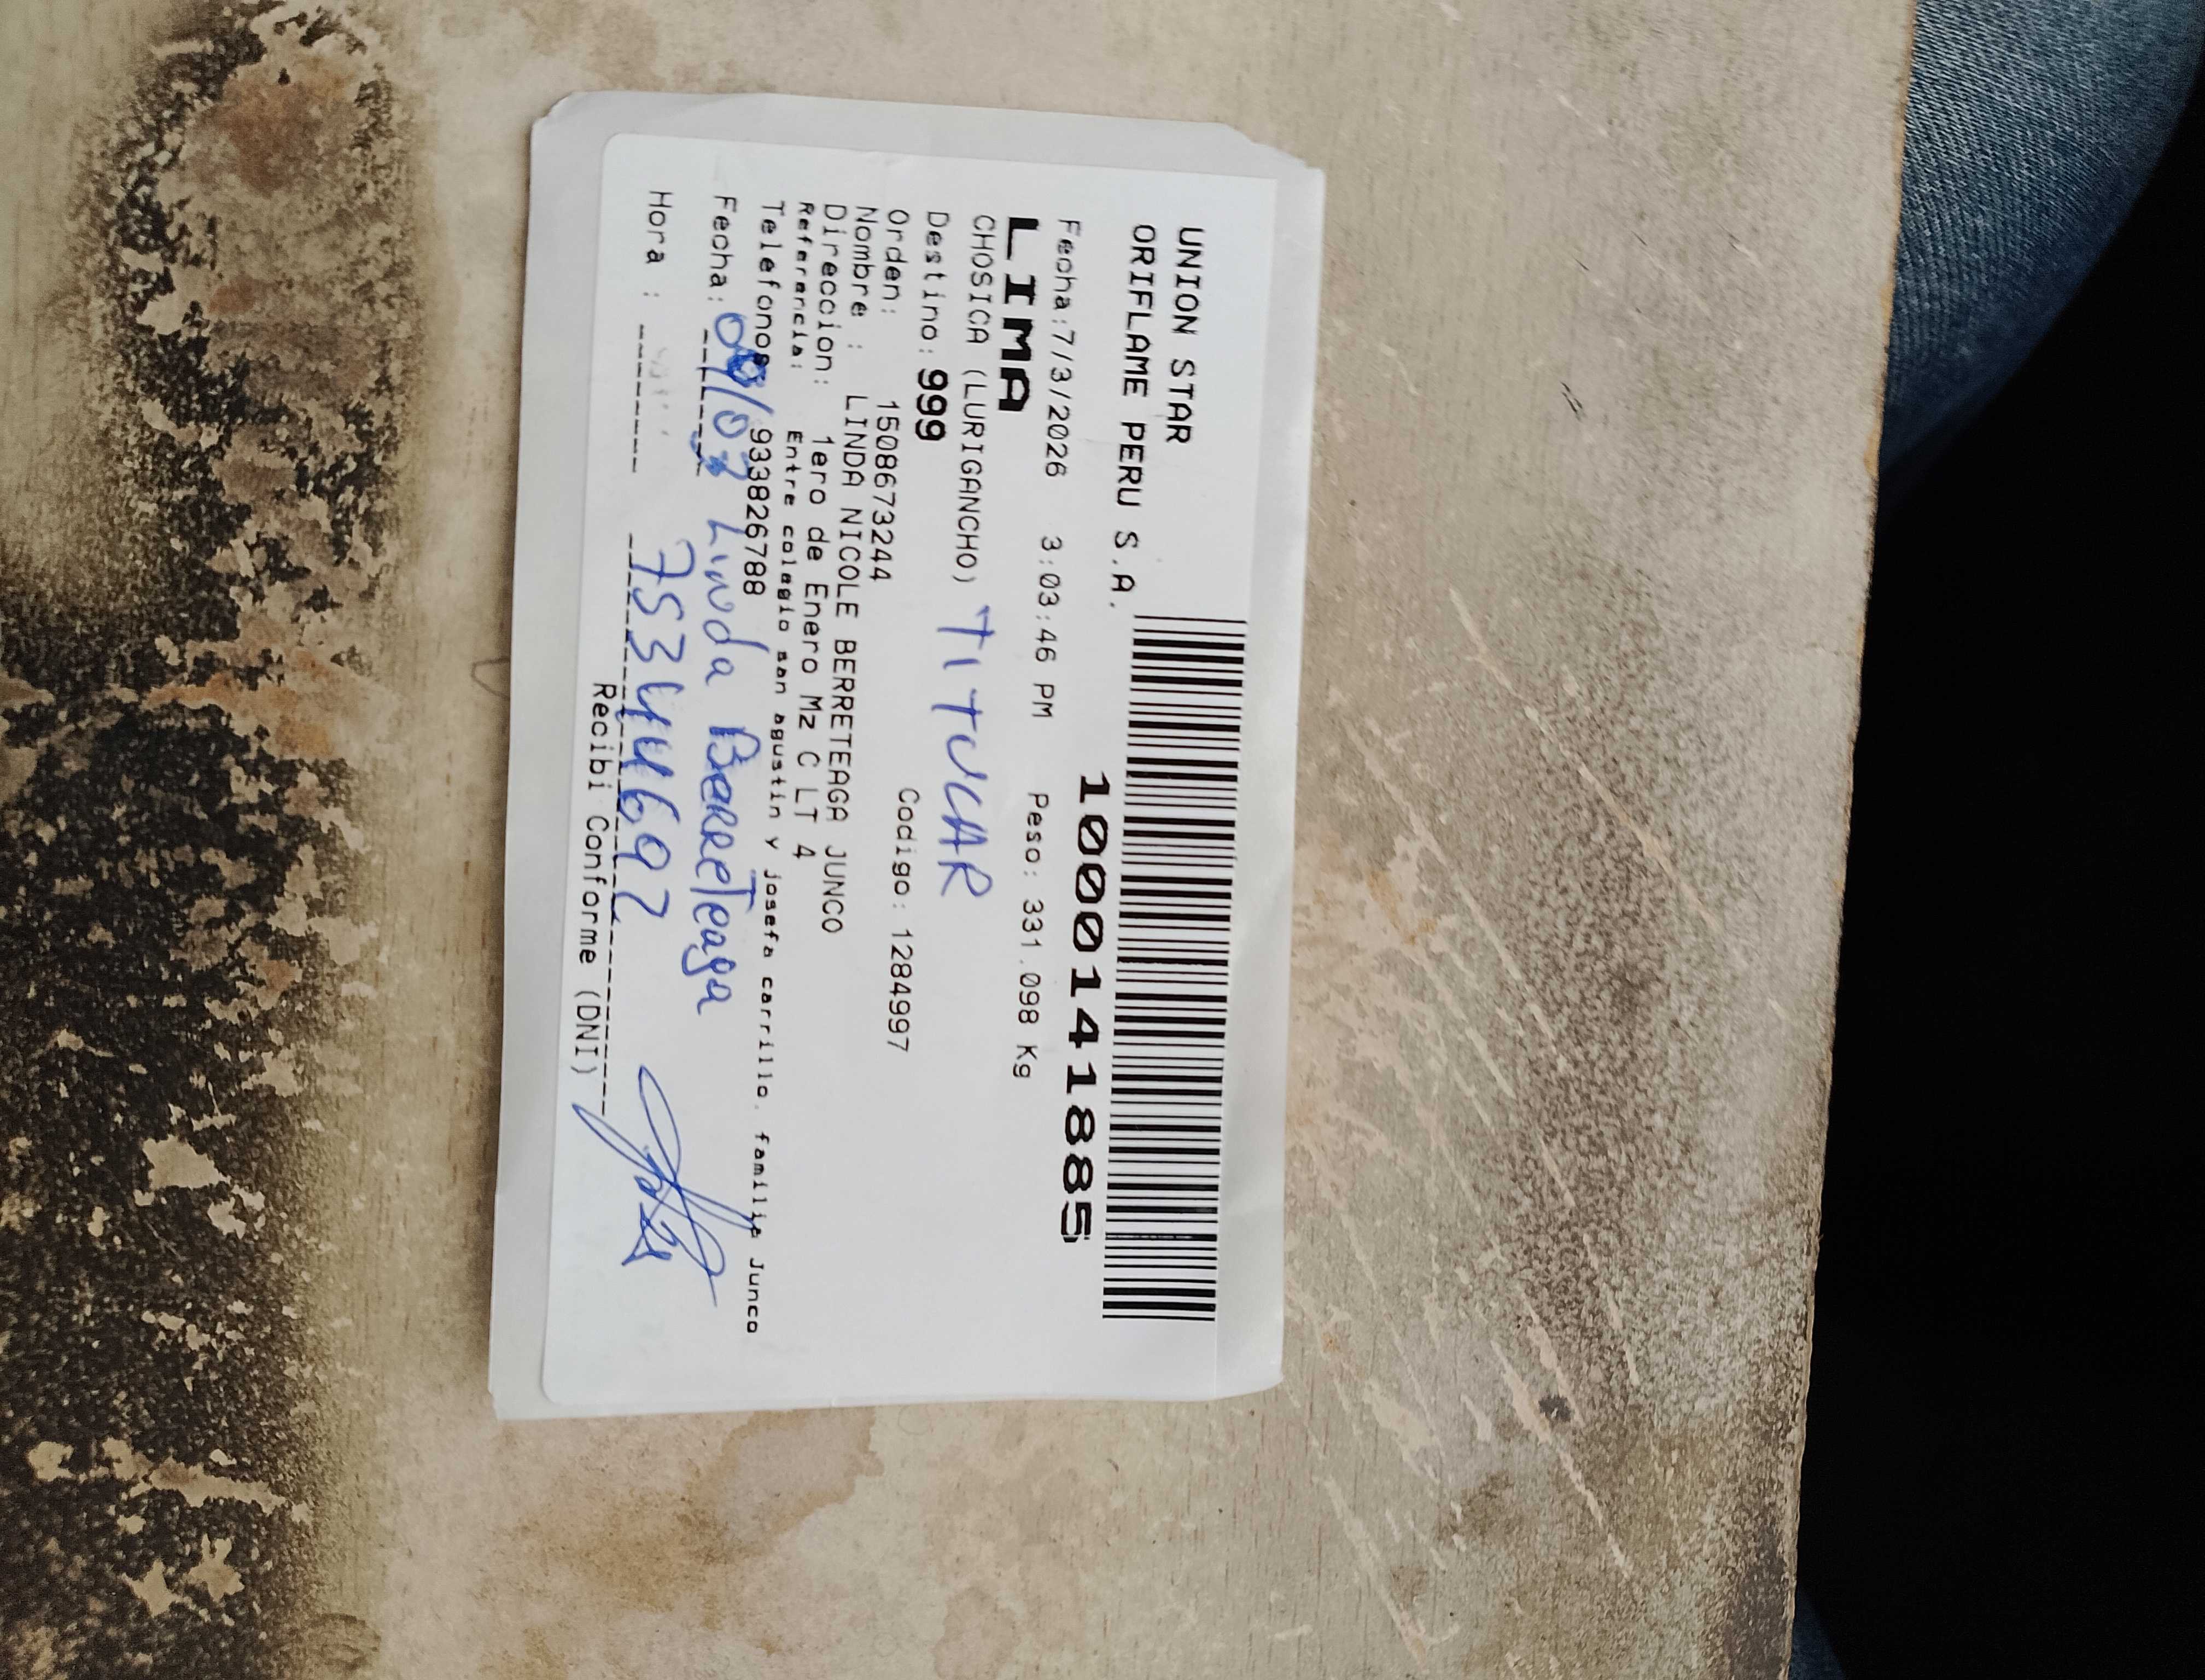 UNION STAR
ORIFLAME PERU S.A.
1000141885
Fecha:7/3/2026 3:03:46 PM Peso: 331.098 Kg
LIMA
CHOSICA (LURIGANCHO) TITULAR
Destino: 999
Orden: 1508673244 Codigo: 1284997
Nombre : LINDA NICOLE BERRETEAGA JUNCO
Direccion: 1ero de Enero Mz C LT 4
Referencia: Entre colegio san agustin y josefa carrillo, familia Junco
Telefonos 933826788
Fecha: Linda Berreteaga
Hora : 75344692
Recibi Conforme (DNI)